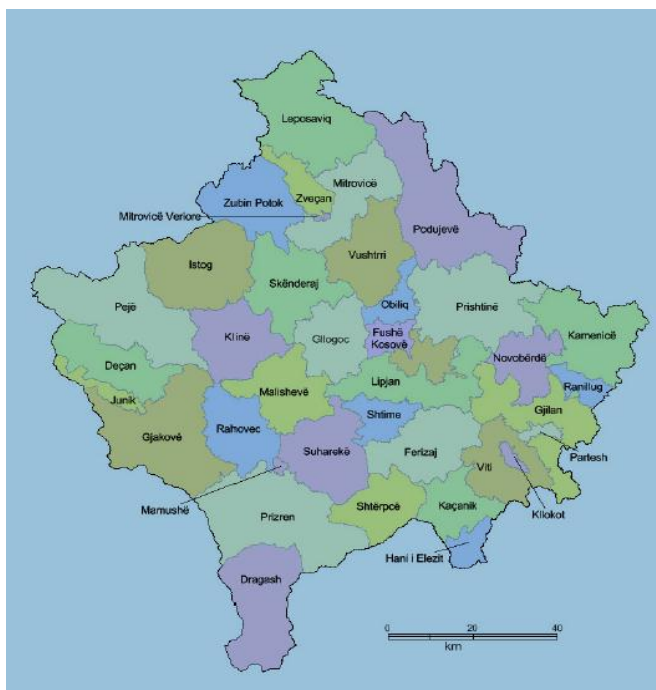 Leposaviq
Mitrovicë
Zveçan
Zubin Potok
Mitrovicë Veriore
Podujevë
Istog
Vushtrri
Skënderaj
Pejë
Obiliq
Prishtinë
Klinë
Gllogoc
Fushë
Kosovë
Kamenicë
Novobërdë
Deçan
Lipjan
Ranillug
Malishevë
Junik
Gjilan
Shtime
Gjakovë
Rahovec
Suharekë
Ferizaj
Viti
Partesh
Mamushë
Prizren
Shtërpcë
Kaçanik
Kllokot
Hani i Elezit
Dragash
0 20 40
km